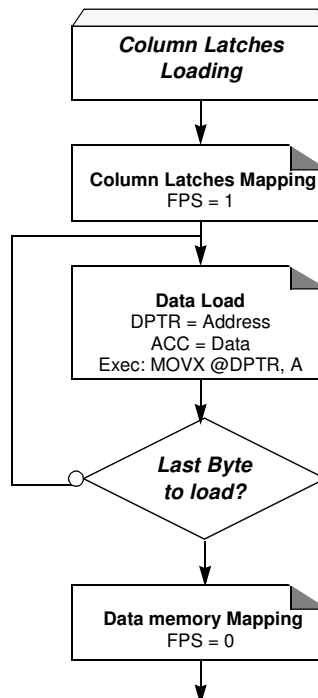 Column Latches
Loading
Column Latches Mapping
FPS = 1
Data Load
DPTR = Address
ACC = Data
Exec: MOVX @DPTR, A
Last Byte
to load?
Data memory Mapping
FPS = 0